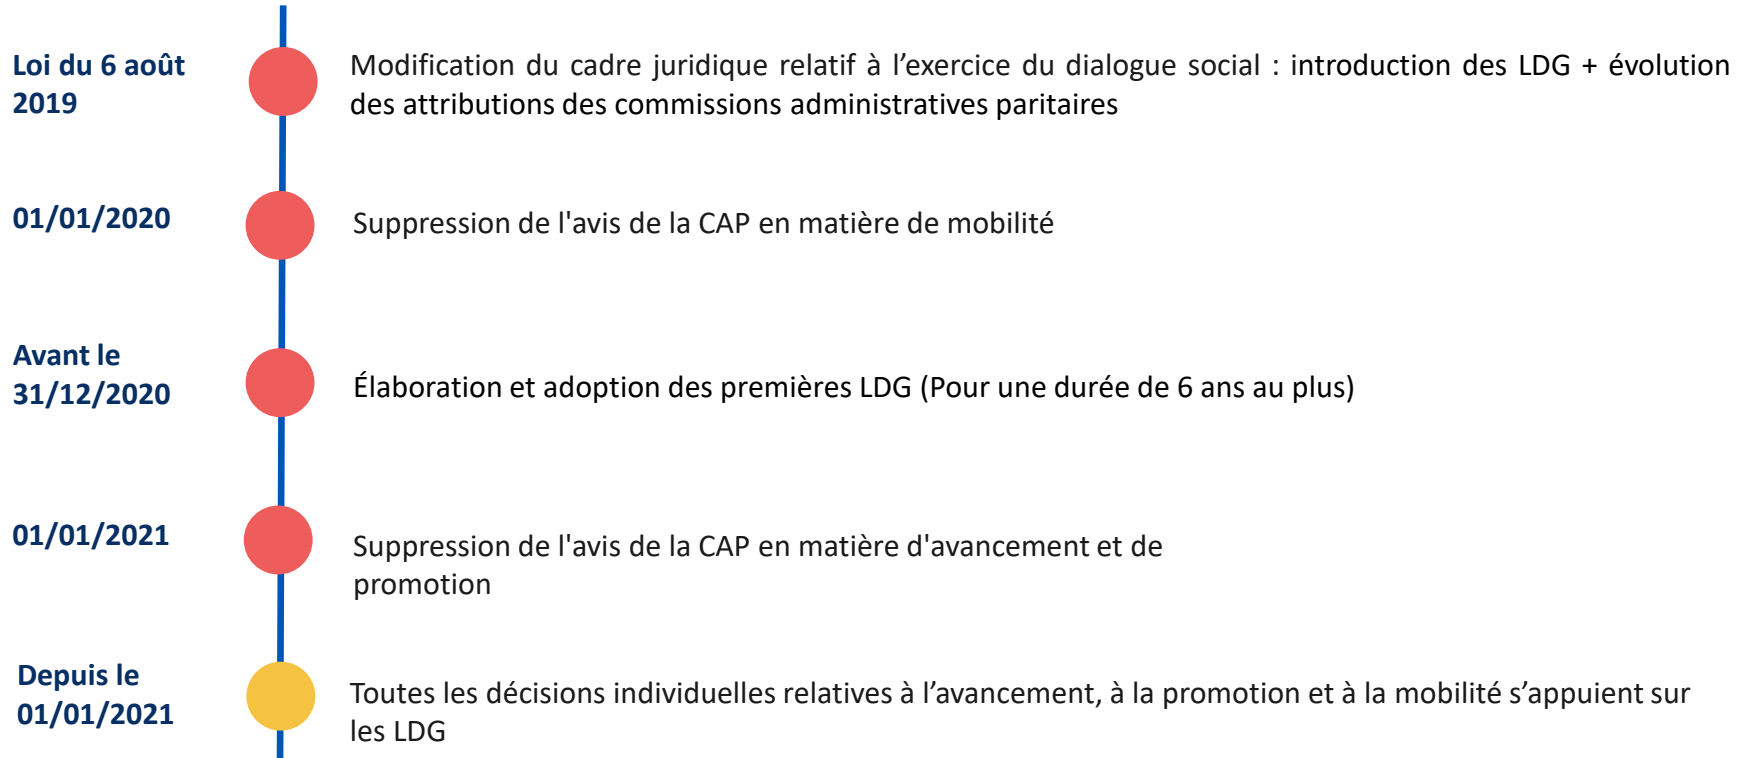 Loi du 6 août
2019
Modification du cadre juridique relatif à l’exercice du dialogue social : introduction des LDG + évolution
des attributions des commissions administratives paritaires
01/01/2020
Suppression de l'avis de la CAP en matière de mobilité
Avant le
31/12/2020
Élaboration et adoption des premières LDG (Pour une durée de 6 ans au plus)
01/01/2021
Suppression de l'avis de la CAP en matière d'avancement et de
promotion
Depuis le
01/01/2021
Toutes les décisions individuelles relatives à l’avancement, à la promotion et à la mobilité s’appuient sur
les LDG